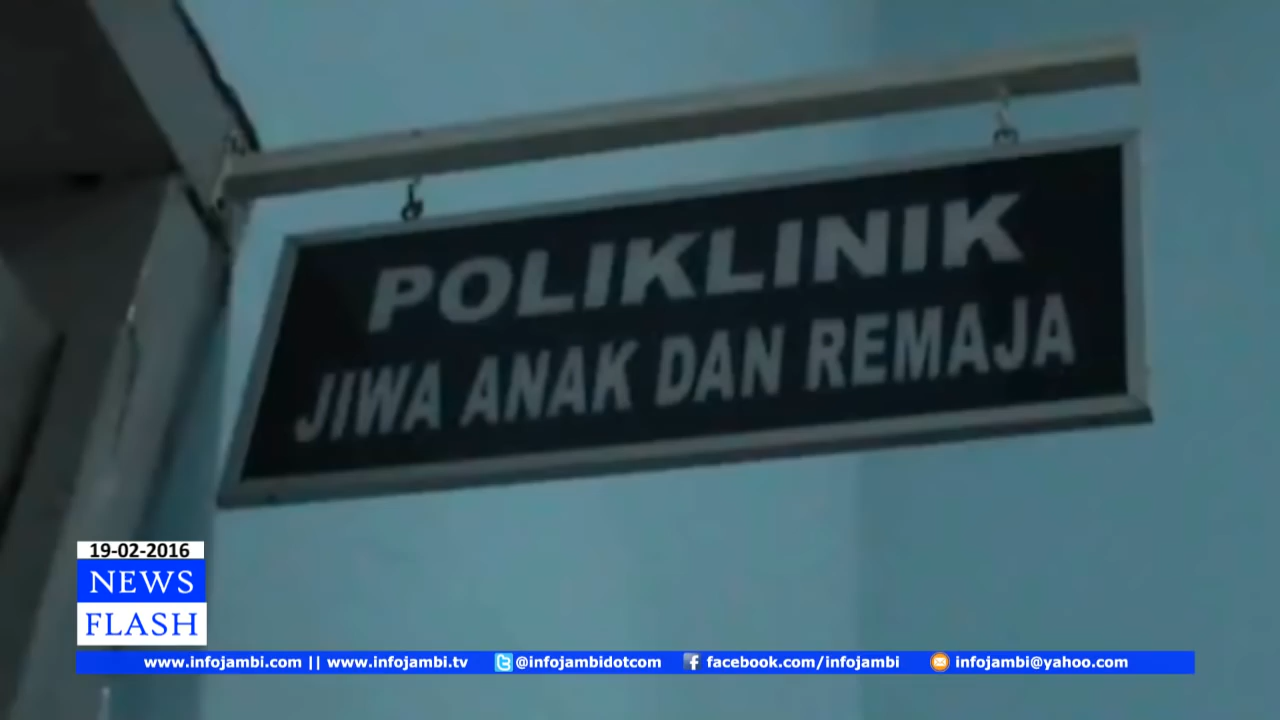 POLIKLINIK
JIWA ANAK DAN REMAJA
19-02-2016
NEWS
FLASH
www.infojambi.com || www.infojambi.tv @infojambidotcom facebook.com/infojambi infojambi@yahoo.com